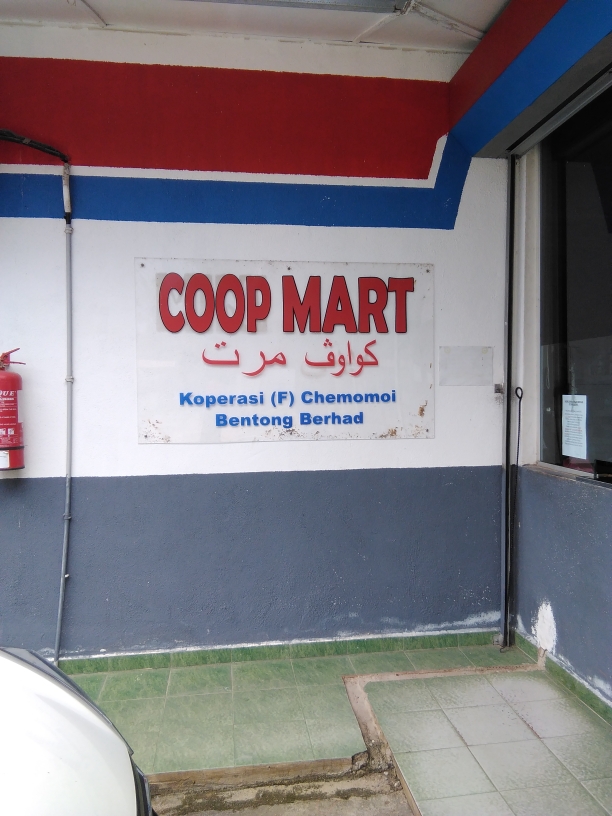 COOP MART
كواوڤ مرت
Koperasi (F) Chemomoi
Bentong Berhad